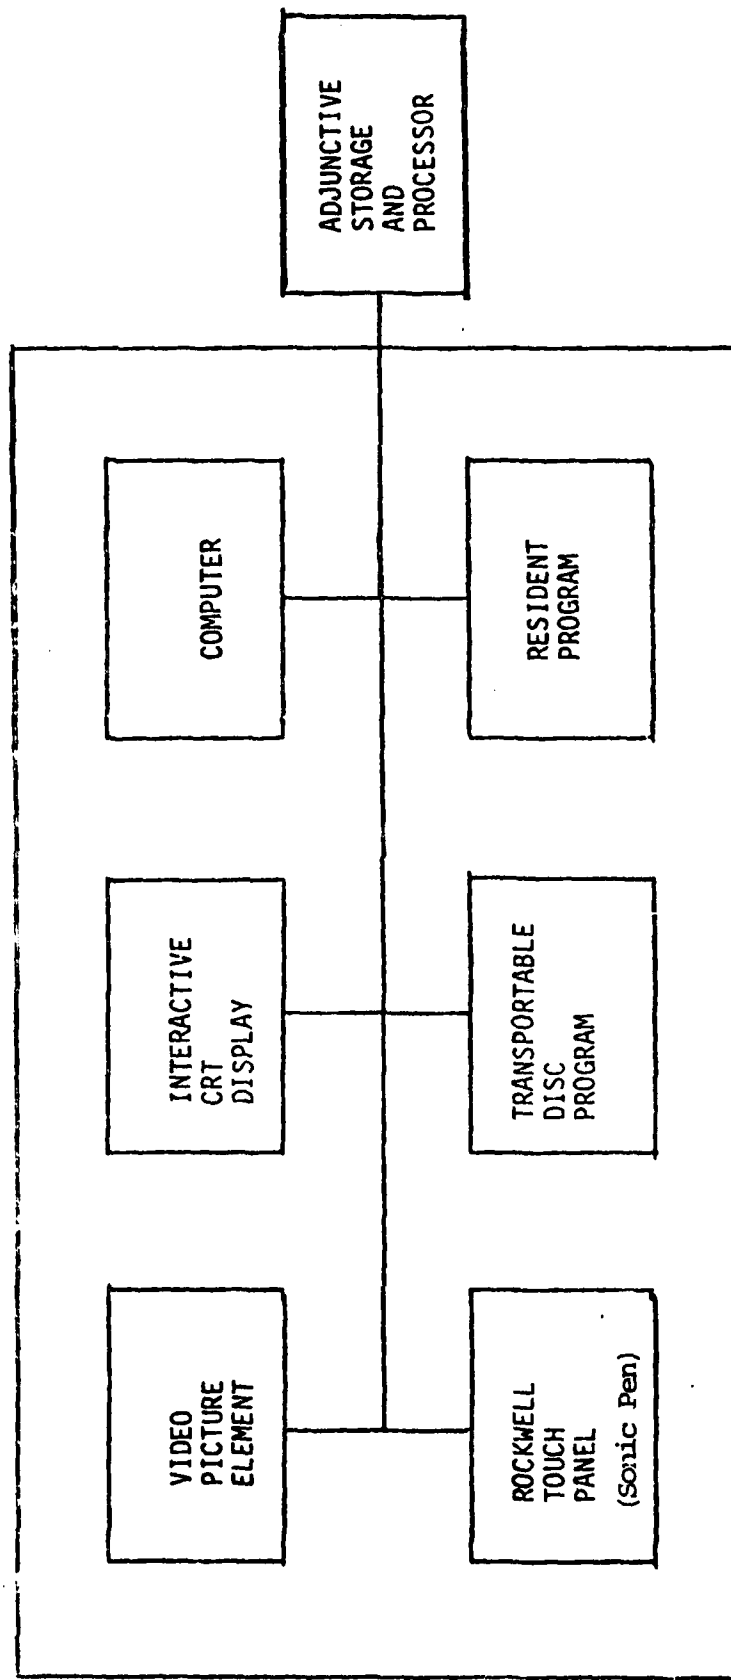 VIDEO
PICTURE
ELEMENT
INTERACTIVE
CRT
DISPLAY
COMPUTER
ADJUNCTIVE
STORAGE
AND
PROCESSOR
ROCKWELL
TOUCH
PANEL
(Sonic Pen)
TRANSPORTABLE
DISC
PROGRAM
RESIDENT
PROGRAM